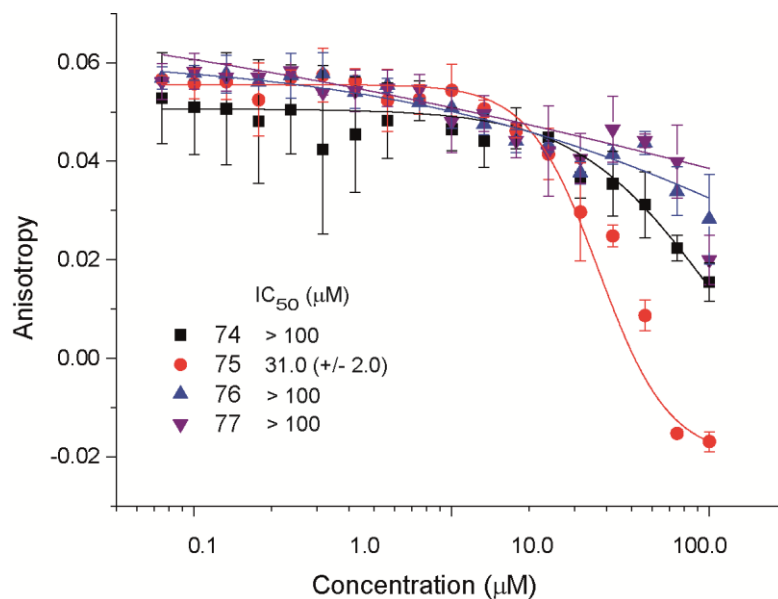 0.06
0.04
0.02
0.00
-0.02
Anisotropy
IC50 (μM)
74 > 100
75 31.0 (+/- 2.0)
76 > 100
77 > 100
0.1 1.0 10.0 100.0
Concentration (μM)